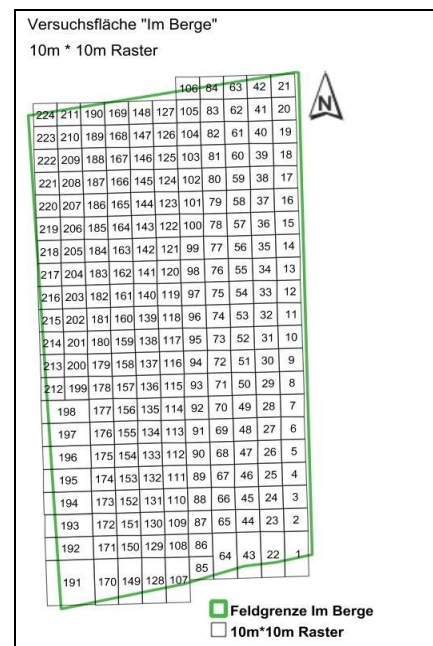 Versuchsfläche "Im Berge"
10m * 10m Raster
106 84 63 42 21
N
224 211 190 169 148 127 105 83 62 41 20
223 210 189 168 147 126 104 82 61 40 19
222 209 188 167 146 125 103 81 60 39 18
221 208 187 166 145 124 102 80 59 38 17
220 207 186 165 144 123 101 79 58 37 16
219 206 185 164 143 122 100 78 57 36 15
218 205 184 163 142 121 99 77 56 35 14
217 204 183 162 141 120 98 76 55 34 13
216 203 182 161 140 119 97 75 54 33 12
215 202 181 160 139 118 96 74 53 32 11
214 201 180 159 138 117 95 73 52 31 10
213 200 179 158 137 116 94 72 51 30 9
212 199 178 157 136 115 93 71 50 29 8
198 177 156 135 114 92 70 49 28 7
197 176 155 134 113 91 69 48 27 6
196 175 154 133 112 90 68 47 26 5
195 174 153 132 111 89 67 46 25 4
194 173 152 131 110 88 66 45 24 3
193 172 151 130 109 87 65 44 23 2
192 171 150 129 108 86 64 43 22 1
191 170 149 128 107 85
Feldgrenze Im Berge
10m*10m Raster